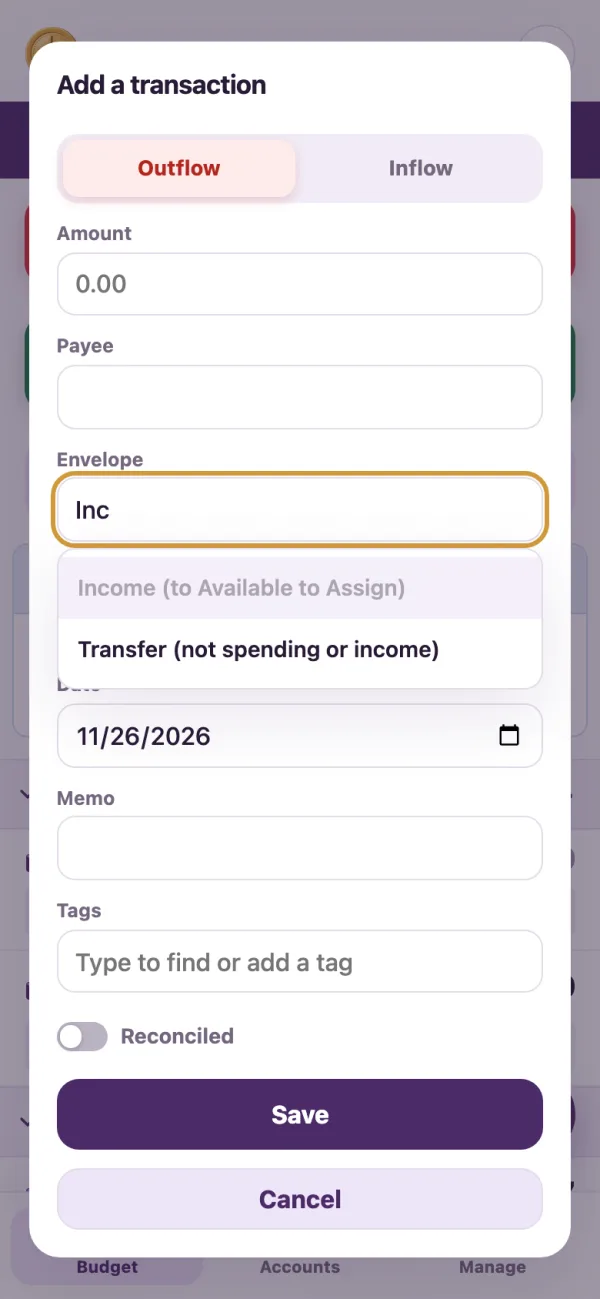 Add a transaction
Outflow
Inflow
Amount
0.00
Payee
Envelope
Inc
Income (to Available to Assign)
Transfer (not spending or income)
Date
11/26/2026
Memo
Tags
Type to find or add a tag
Reconciled
Save
Cancel
Budget
Accounts
Manage